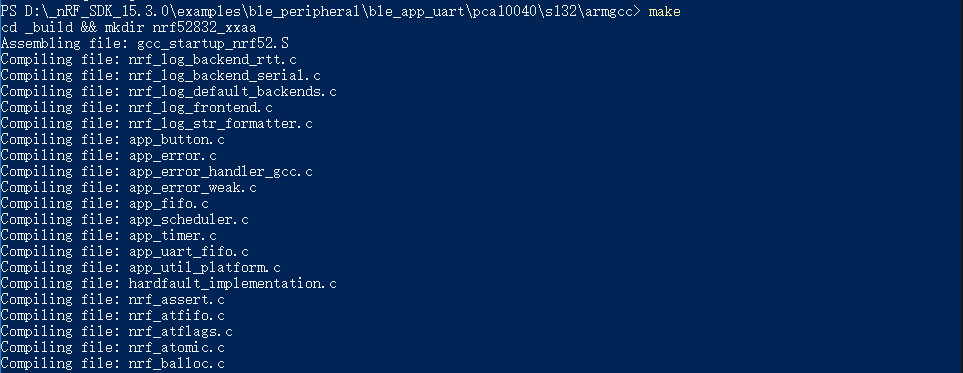 PS D:\_nRF_SDK_15.3.0\examples\ble_peripheral\ble_app_uart\pca10040\s132\armgcc> make
cd _build && mkdir nrf52832_xxaa
Assembling file: gcc_startup_nrf52.S
Compiling file: nrf_log_backend_rtt.c
Compiling file: nrf_log_backend_serial.c
Compiling file: nrf_log_default_backends.c
Compiling file: nrf_log_frontend.c
Compiling file: nrf_log_str_formatter.c
Compiling file: app_button.c
Compiling file: app_error.c
Compiling file: app_error_handler_gcc.c
Compiling file: app_error_weak.c
Compiling file: app_fifo.c
Compiling file: app_scheduler.c
Compiling file: app_timer.c
Compiling file: app_uart_fifo.c
Compiling file: app_util_platform.c
Compiling file: hardfault_implementation.c
Compiling file: nrf_assert.c
Compiling file: nrf_atfifo.c
Compiling file: nrf_atflags.c
Compiling file: nrf_atomic.c
Compiling file: nrf_balloc.c